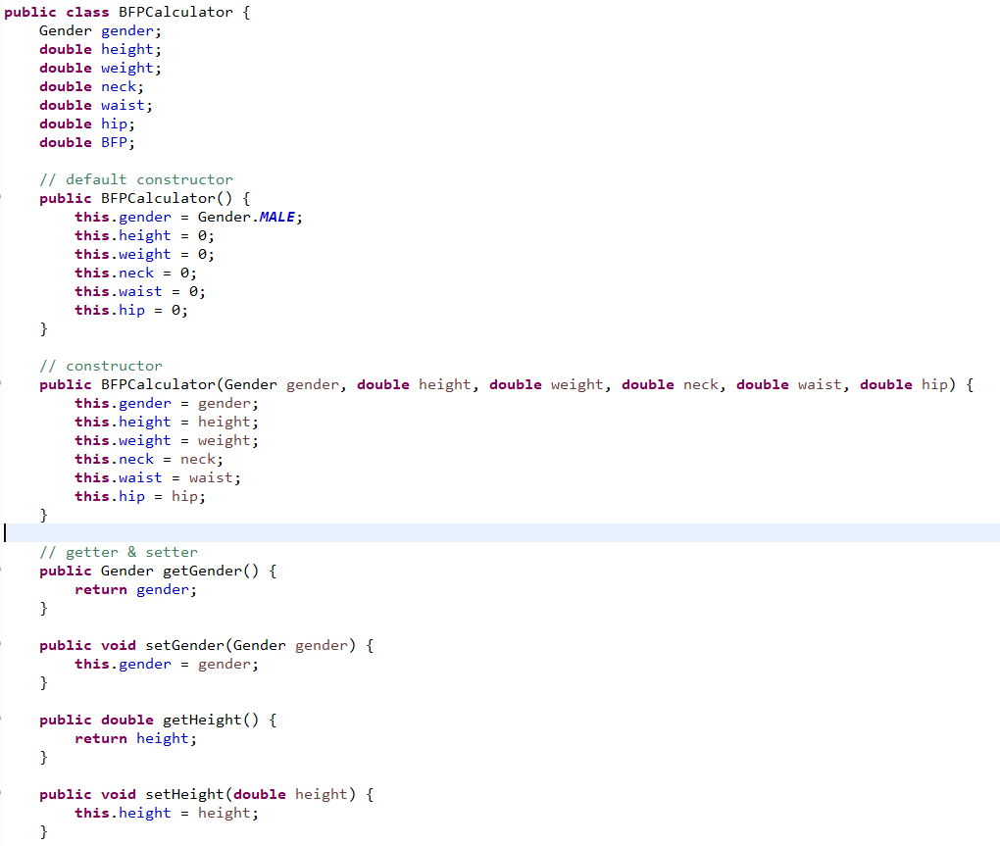 public class BFPCalculator {
    Gender gender;
    double height;
    double weight;
    double neck;
    double waist;
    double hip;
    double BFP;

    // default constructor
    public BFPCalculator() {
        this.gender = Gender.MALE;
        this.height = 0;
        this.weight = 0;
        this.neck = 0;
        this.waist = 0;
        this.hip = 0;
    }

    // constructor
    public BFPCalculator(Gender gender, double height, double weight, double neck, double waist, double hip) {
        this.gender = gender;
        this.height = height;
        this.weight = weight;
        this.neck = neck;
        this.waist = waist;
        this.hip = hip;
    }

    // getter & setter
    public Gender getGender() {
        return gender;
    }

    public void setGender(Gender gender) {
        this.gender = gender;
    }

    public double getHeight() {
        return height;
    }

    public void setHeight(double height) {
        this.height = height;
    }